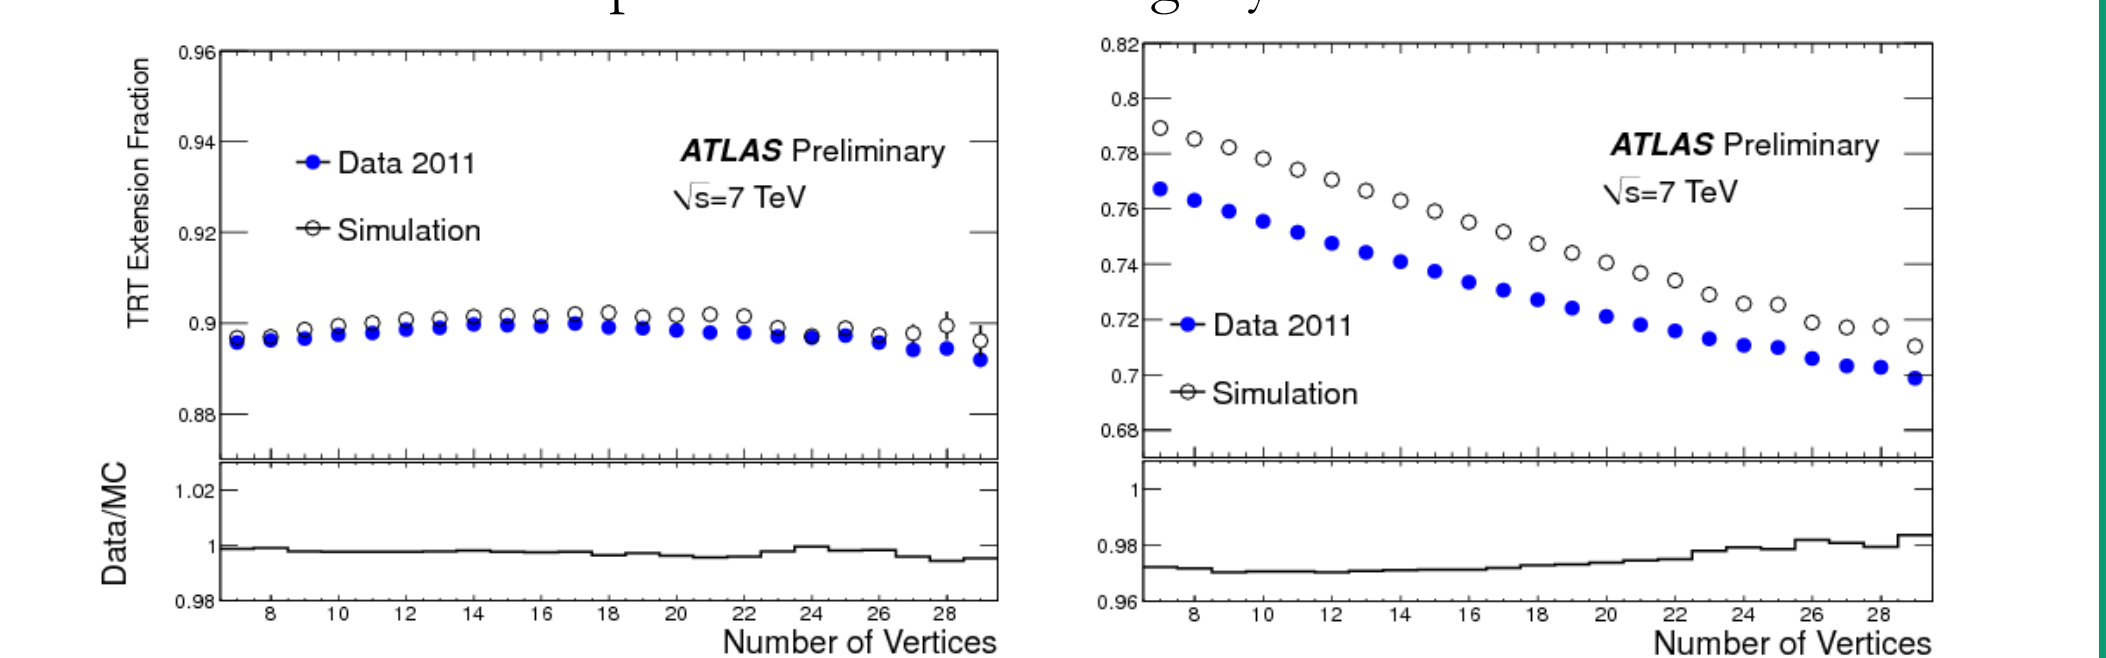 0.96
0.94
0.92
0.9
0.88
TRT Extension Fraction
Data 2011
Simulation
ATLAS Preliminary
√s=7 TeV
1.02
1
0.98
Data/MC
8 10 12 14 16 18 20 22 24 26 28
Number of Vertices
0.82
0.8
0.78
0.76
0.74
0.72
0.7
0.68
ATLAS Preliminary
√s=7 TeV
Data 2011
Simulation
1
0.98
0.96
8 10 12 14 16 18 20 22 24 26 28
Number of Vertices